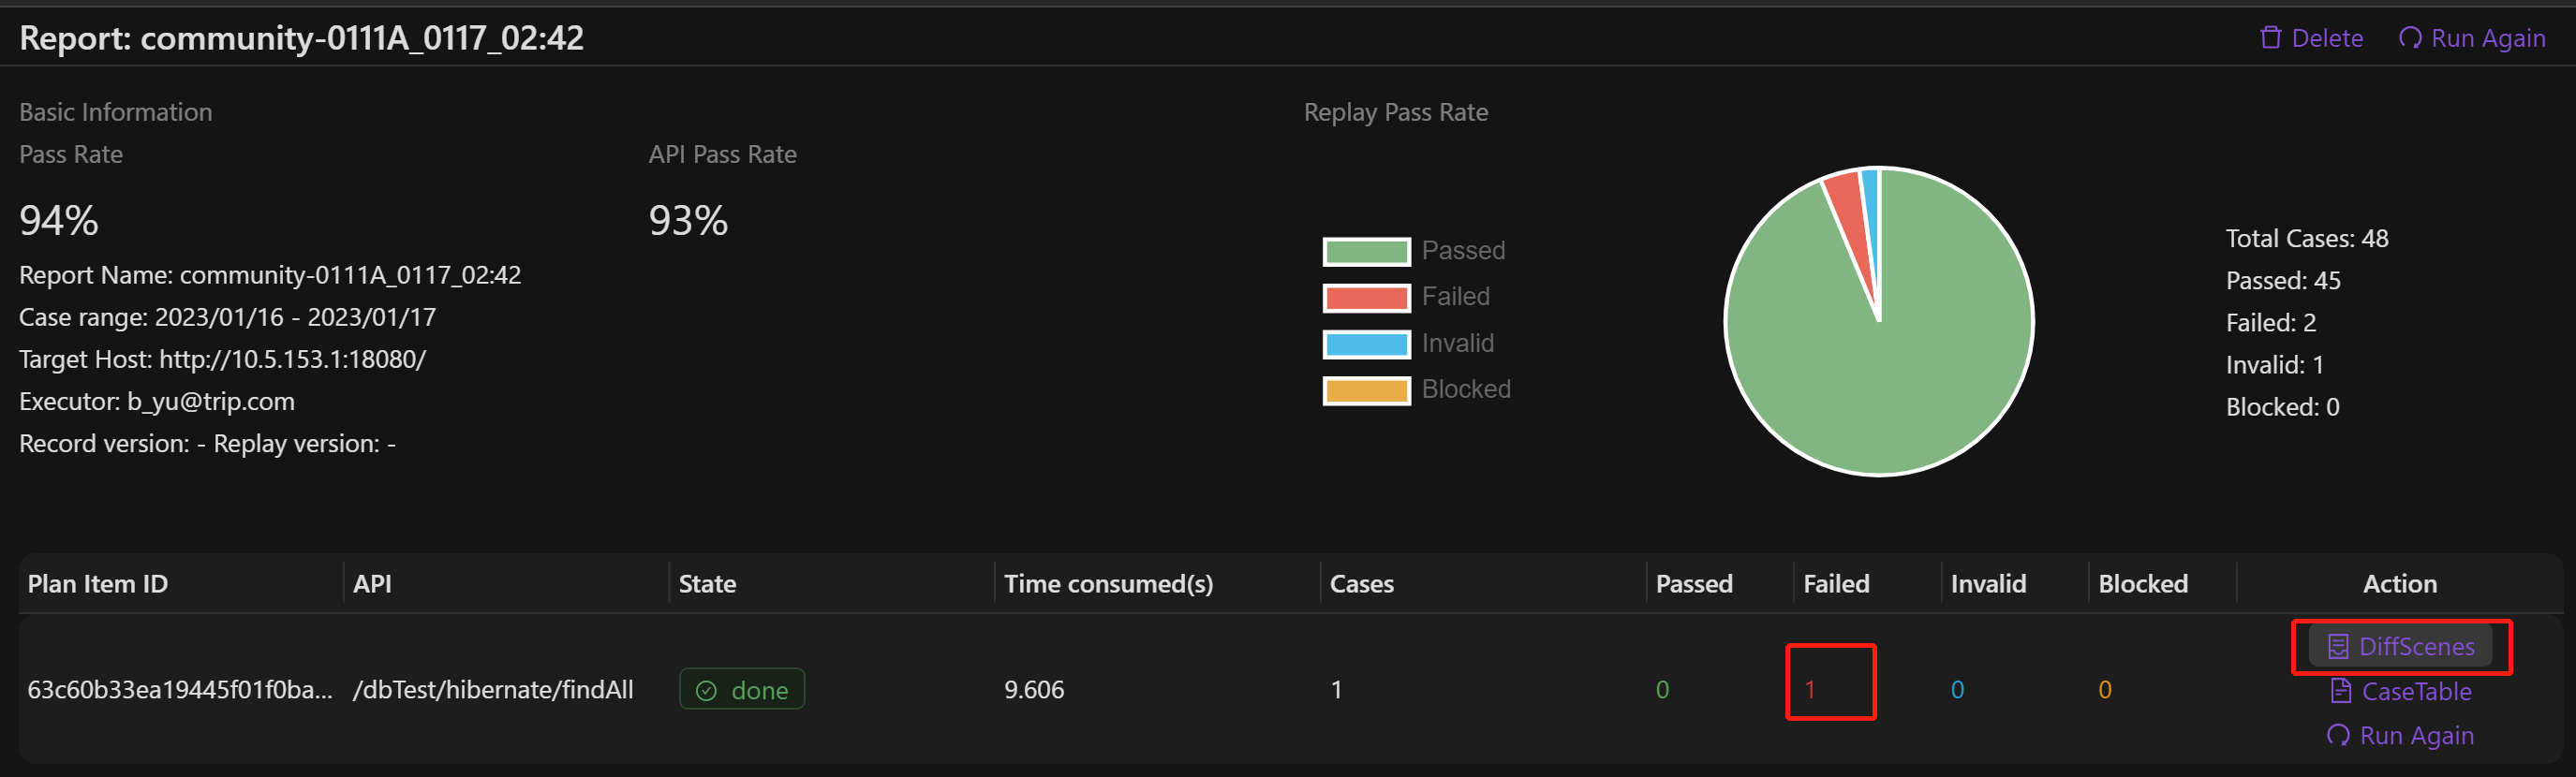 Report: community-0111A_0117_02:42
Delete
Run Again
Basic Information
Pass Rate
API Pass Rate
94%
93%
Report Name: community-0111A_0117_02:42
Case range: 2023/01/16 - 2023/01/17
Target Host: http://10.5.153.1:18080/
Executor: b_yu@trip.com
Record version: - Replay version: -
Replay Pass Rate
Passed
Failed
Invalid
Blocked
Total Cases: 48
Passed: 45
Failed: 2
Invalid: 1
Blocked: 0
Plan Item ID API State Time consumed(s) Cases Passed Failed Invalid Blocked Action
63c60b33ea19445f01f0ba... /dbTest/hibernate/findAll done 9.606 1 0 1 0 0
DiffScenes
CaseTable
Run Again